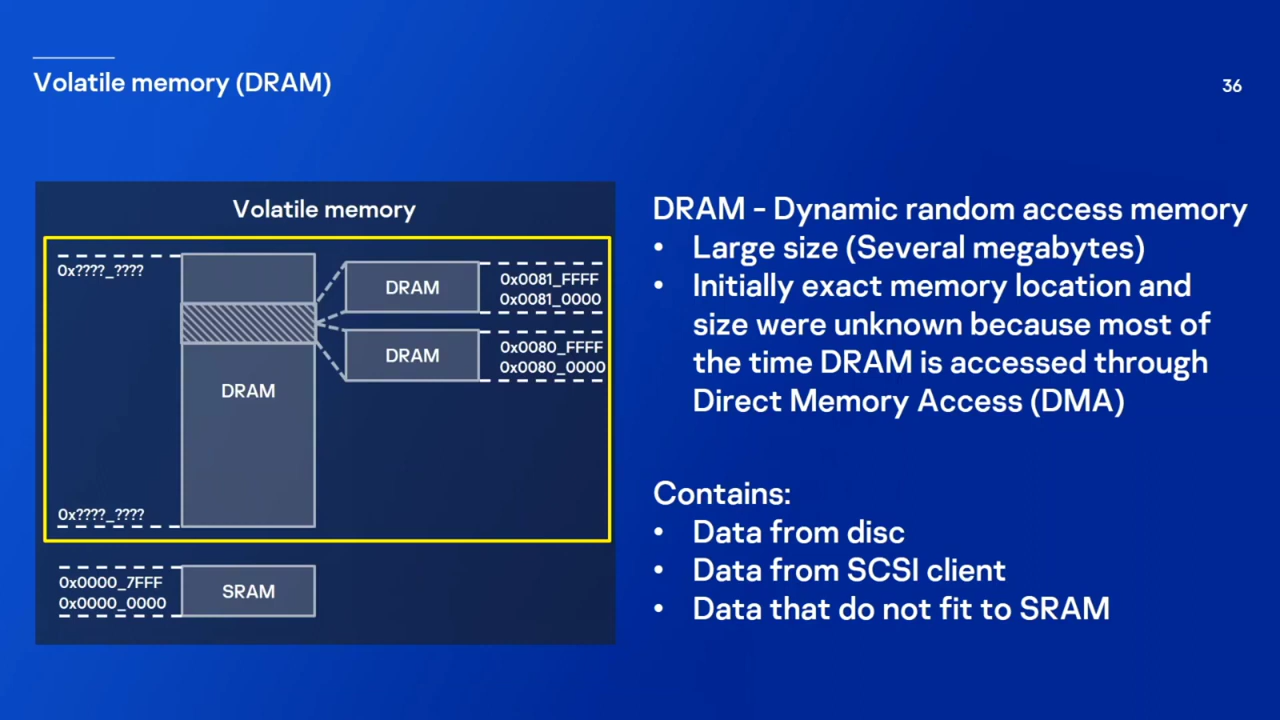 Volatile memory (DRAM)
36
Volatile memory
0x????_????
DRAM
0x????_????
DRAM
0x0081_FFFF
0x0081_0000
DRAM
0x0080_FFFF
0x0080_0000
0x0000_7FFF
0x0000_0000
SRAM
DRAM - Dynamic random access memory
• Large size (Several megabytes)
• Initially exact memory location and
size were unknown because most of
the time DRAM is accessed through
Direct Memory Access (DMA)
Contains:
• Data from disc
• Data from SCSI client
• Data that do not fit to SRAM